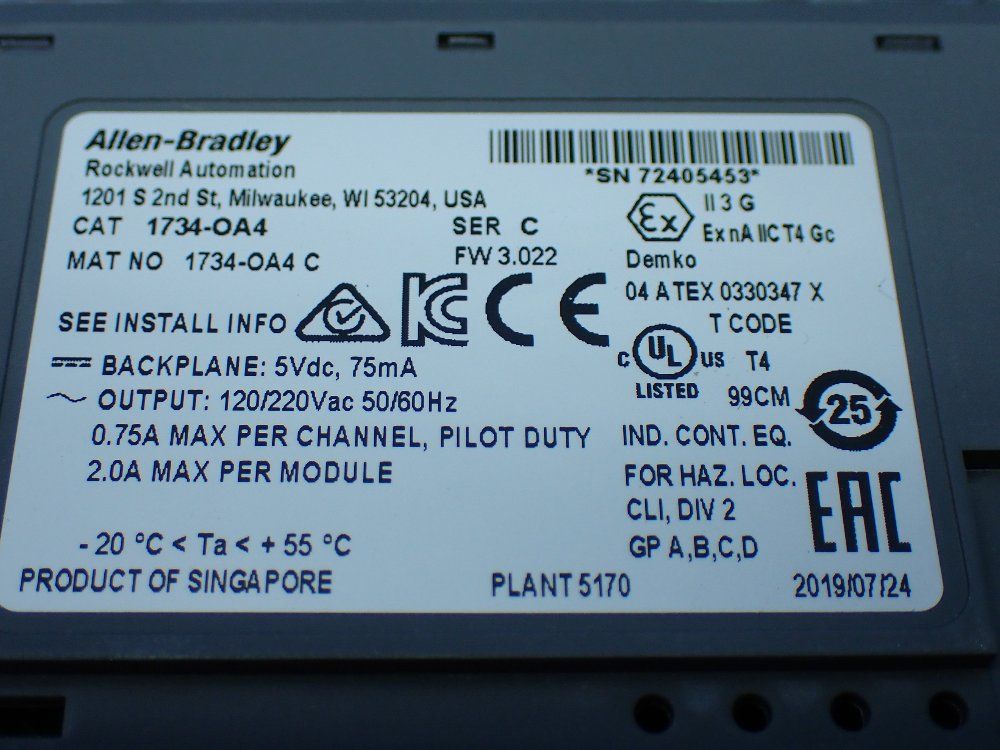 Allen-Bradley
Rockwell Automation
1201 S 2nd St, Milwaukee, WI 53204, USA
CAT 1734-OA4 SER C
MAT NO 1734-OA4 C FW 3.022
*SN 72405453*
Ex II 3 G
Ex nA IIC T4 Gc
Demko
04 ATEX 0330347 X
SEE INSTALL INFO
KC CE
T CODE
C UL US T4
LISTED 99CM
25
BACKPLANE: 5Vdc, 75mA
OUTPUT: 120/220Vac 50/60Hz
0.75A MAX PER CHANNEL, PILOT DUTY
2.0A MAX PER MODULE
IND. CONT. EQ.
FOR HAZ. LOC.
CLI, DIV 2
GP A,B,C,D
EAC
-20 °C < Ta < +55 °C
PRODUCT OF SINGAPORE PLANT 5170 2019/07/24